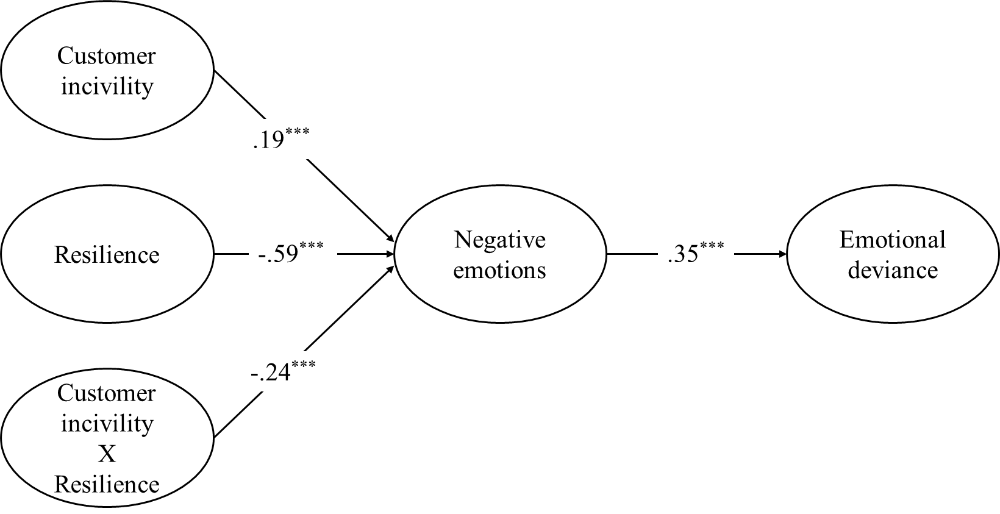 Customer
incivility
.19***
Resilience
-.59***
Negative
emotions
.35***
Emotional
deviance
-.24***
Customer
incivility
X
Resilience